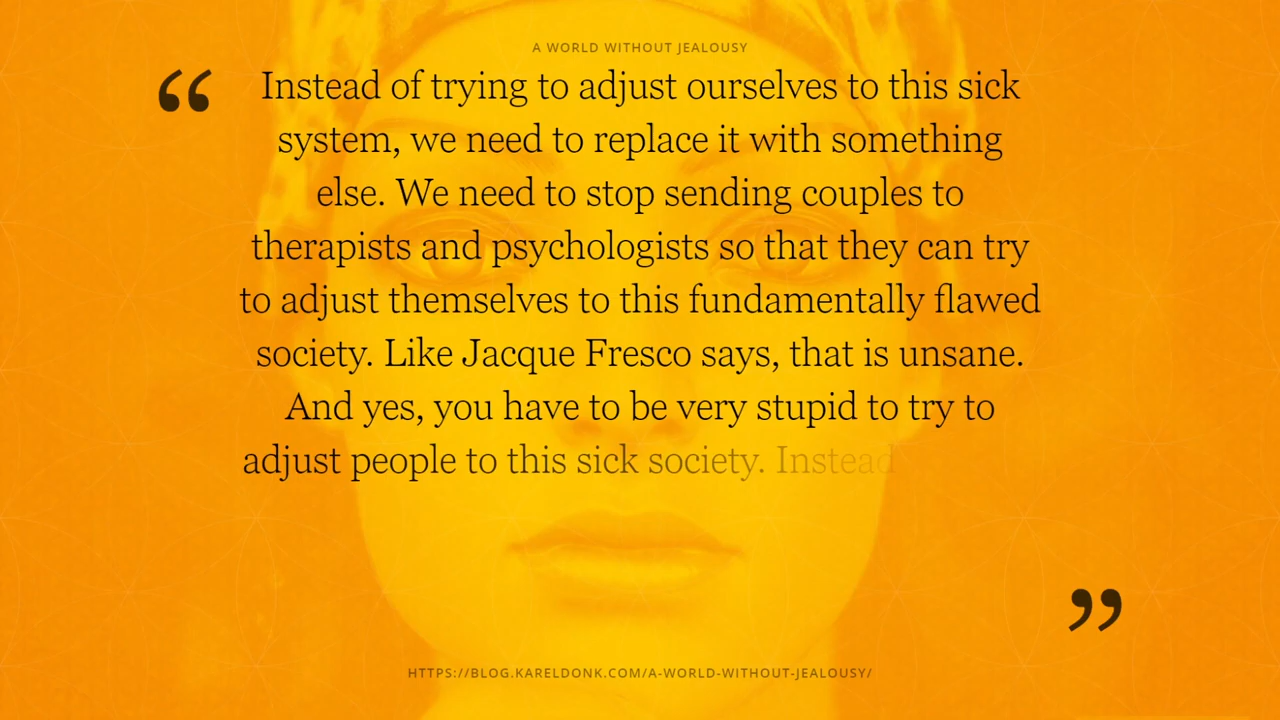 A WORLD WITHOUT JEALOUSY
“ Instead of trying to adjust ourselves to this sick
system, we need to replace it with something
else. We need to stop sending couples to
therapists and psychologists so that they can try
to adjust themselves to this fundamentally flawed
society. Like Jacque Fresco says, that is unsane.
And yes, you have to be very stupid to try to
adjust people to this sick society. Instead
”
HTTPS://BLOG.KARELDONK.COM/A-WORLD-WITHOUT-JEALOUSY/